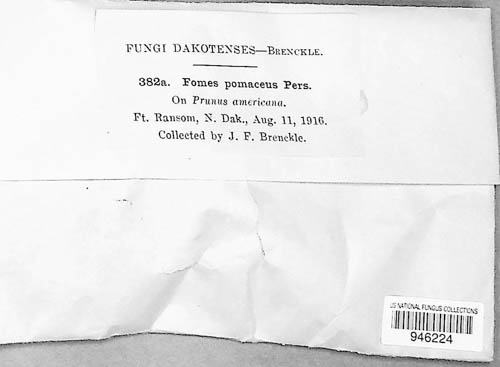 FUNGI DAKOTENSES—BRENCKLE.
382a. Fomes pomaceus Pers.
On Prunus americana.
Ft. Ransom, N. Dak., Aug. 11, 1916.
Collected by J. F. Brenckle.
US NATIONAL FUNGUS COLLECTIONS
946224